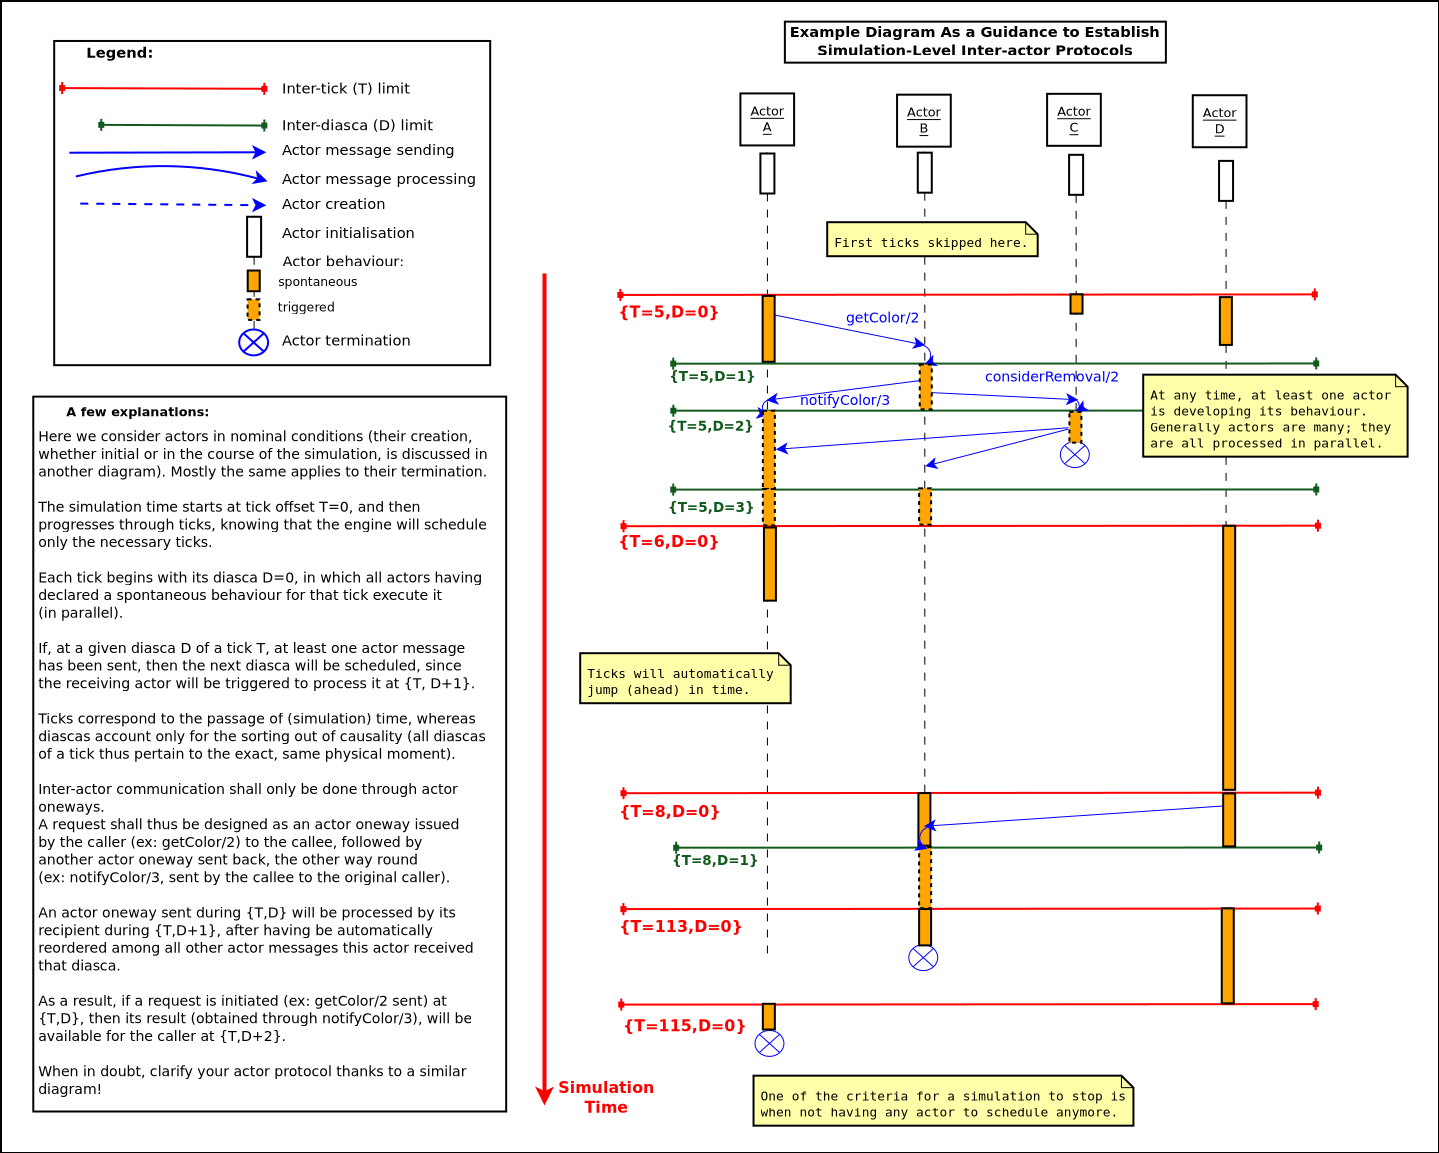 Legend:
Inter-tick (T) limit
Inter-diasca (D) limit
Actor message sending
Actor message processing
Actor creation
Actor initialisation
Actor behaviour:
spontaneous
triggered
Actor termination
A few explanations:
Here we consider actors in nominal conditions (their creation,
whether initial or in the course of the simulation, is discussed in
another diagram). Mostly the same applies to their termination.
The simulation time starts at tick offset T=0, and then
progresses through ticks, knowing that the engine will schedule
only the necessary ticks.
Each tick begins with its diasca D=0, in which all actors having
declared a spontaneous behaviour for that tick execute it
(in parallel).
If, at a given diasca D of a tick T, at least one actor message
has been sent, then the next diasca will be scheduled, since
the receiving actor will be triggered to process it at {T, D+1}.
Ticks correspond to the passage of (simulation) time, whereas
diascas account only for the sorting out of causality (all diascas
of a tick thus pertain to the exact, same physical moment).
Inter-actor communication shall only be done through actor
oneways.
A request shall thus be designed as an actor oneway issued
by the caller (ex: getColor/2) to the callee, followed by
another actor oneway sent back, the other way round
(ex: notifyColor/3, sent by the callee to the original caller).
An actor oneway sent during {T,D} will be processed by its
recipient during {T,D+1}, after having be automatically
reordered among all other actor messages this actor received
that diasca.
As a result, if a request is initiated (ex: getColor/2 sent) at
{T,D}, then its result (obtained through notifyColor/3), will be
available for the caller at {T,D+2}.
When in doubt, clarify your actor protocol thanks to a similar
diagram!
Example Diagram As a Guidance to Establish
Simulation-Level Inter-actor Protocols
Actor
A
Actor
B
Actor
C
Actor
D
First ticks skipped here.
{T=5,D=0}
getColor/2
{T=5,D=1}
considerRemoval/2
notifyColor/3
At any time, at least one actor
is developing its behaviour.
Generally actors are many; they
are all processed in parallel.
{T=5,D=2}
{T=5,D=3}
{T=6,D=0}
Ticks will automatically
jump (ahead) in time.
{T=8,D=0}
{T=8,D=1}
{T=113,D=0}
{T=115,D=0}
Simulation
Time
One of the criteria for a simulation to stop is
when not having any actor to schedule anymore.